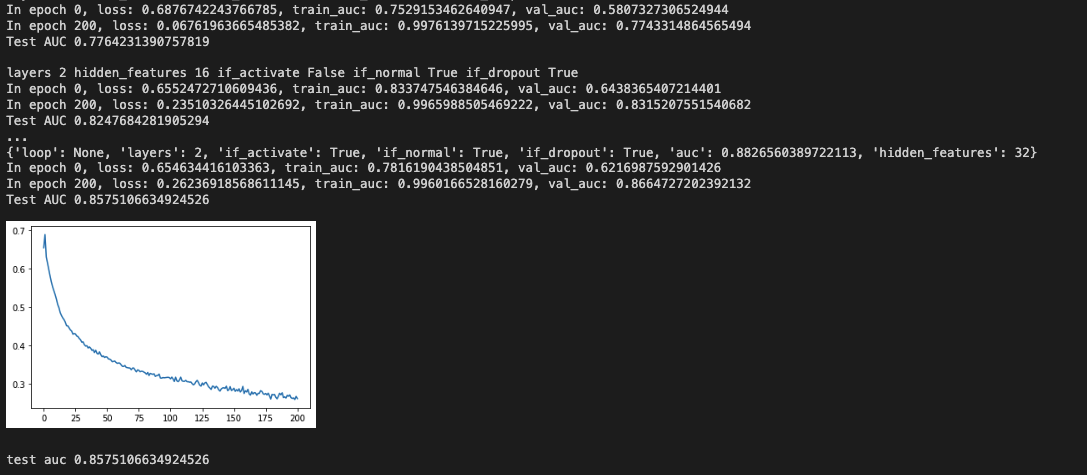 In epoch 0, loss: 0.6876742243766785, train_auc: 0.7529153462640947, val_auc: 0.5807327306524944
In epoch 200, loss: 0.06761963665485382, train_auc: 0.9976139715225995, val_auc: 0.7743314864565494
Test AUC 0.7764231390757819
layers 2 hidden_features 16 if_activate False if_normal True if_dropout True
In epoch 0, loss: 0.6552472710609436, train_auc: 0.833747546384646, val_auc: 0.6438365407214401
In epoch 200, loss: 0.23510326445102692, train_auc: 0.9965988505469222, val_auc: 0.8315207551540682
Test AUC 0.8247684281905294
...
{'loop': None, 'layers': 2, 'if_activate': True, 'if_normal': True, 'if_dropout': True, 'auc': 0.8826560389722113, 'hidden_features': 32}
In epoch 0, loss: 0.654634416103363, train_auc: 0.7816190438504851, val_auc: 0.6216987592901426
In epoch 200, loss: 0.26236918568611145, train_auc: 0.9960166528160279, val_auc: 0.8664727202392132
Test AUC 0.8575106634924526
0.7
0.6
0.5
0.4
0.3
0 25 50 75 100 125 150 175 200
test auc 0.8575106634924526